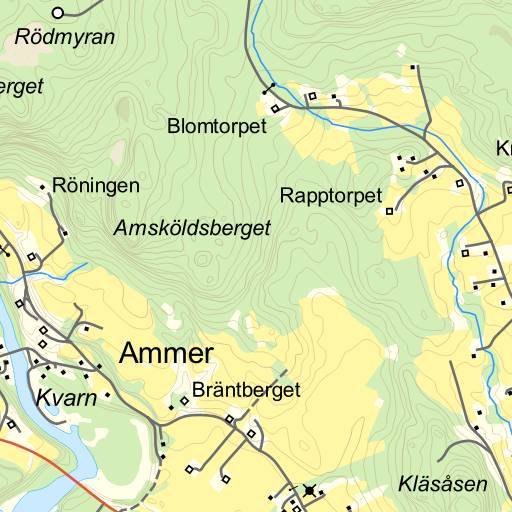 Rödmyran
erget
Blomtorpet
Kr
Röningen
Rapptorpet
Amsköldsberget
Ammer
Bräntberget
Kvarn
Kläsåsen